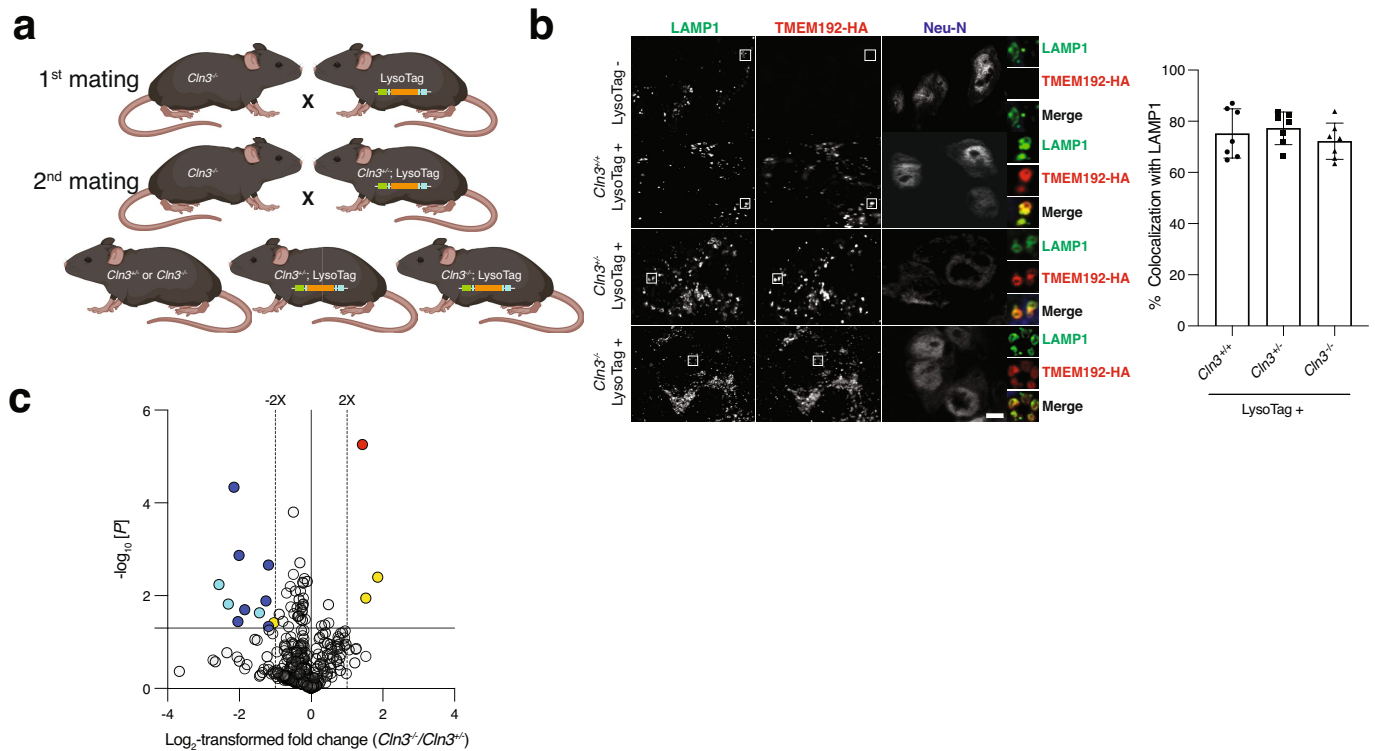 a
1st mating
Cln3-/-
X
LysoTag
2nd mating
Cln3-/-
X
Cln3+/-; LysoTag
Cln3+/- or Cln3-/-
Cln3+/-; LysoTag
Cln3-/-; LysoTag
b
LAMP1
TMEM192-HA
Neu-N
LysoTag -
Cln3+/+
LysoTag +
Cln3+/-
LysoTag +
Cln3-/-
LysoTag +
LAMP1
TMEM192-HA
Merge
LAMP1
TMEM192-HA
Merge
LAMP1
TMEM192-HA
Merge
LAMP1
TMEM192-HA
Merge
% Colocalization with LAMP1
100
80
60
40
20
0
Cln3+/+
Cln3+/-
Cln3-/-
LysoTag +
c
-2X
2X
-log10 [P]
6
4
2
0
-4
-2
0
2
4
Log2-transformed fold change (Cln3-/-/Cln3+/-)